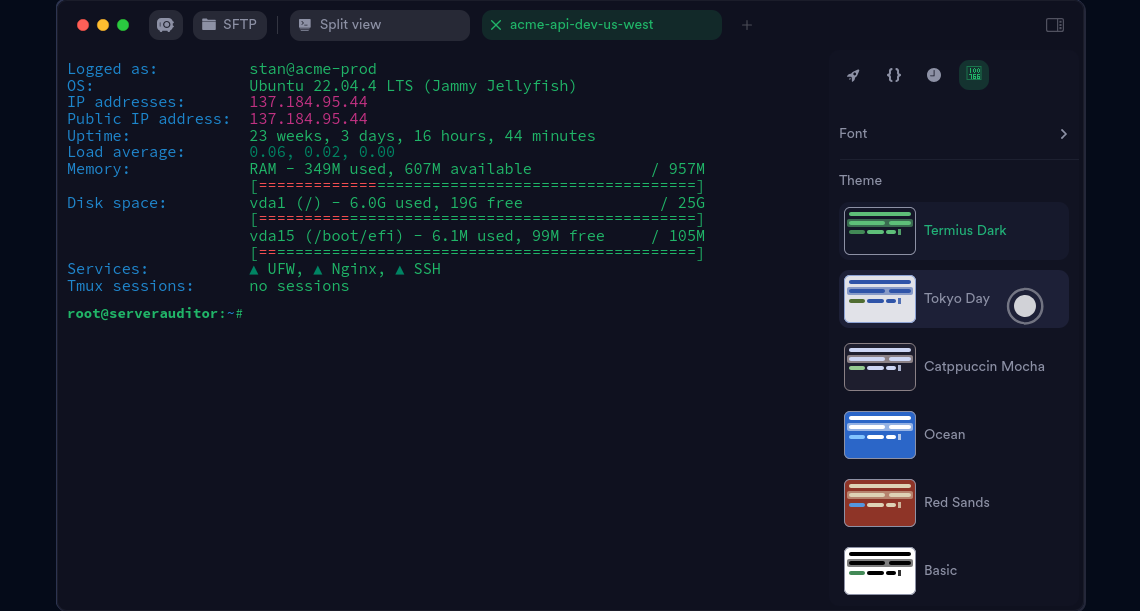 SFTP
Split view
acme-api-dev-us-west
Logged as: stan@acme-prod
OS: Ubuntu 22.04.4 LTS (Jammy Jellyfish)
IP addresses: 137.184.95.44
Public IP address: 137.184.95.44
Uptime: 23 weeks, 3 days, 16 hours, 44 minutes
Load average: 0.06, 0.02, 0.00
Memory: RAM - 349M used, 607M available / 957M
[================================================]
Disk space: vda1 (/) - 6.0G used, 19G free / 25G
[================================================]
vda15 (/boot/efi) - 6.1M used, 99M free / 105M
[================================================]
Services: ▲ UFW, ▲ Nginx, ▲ SSH
Tmux sessions: no sessions
root@serverauditor:~#
{}
Font
Theme
Termius Dark
Tokyo Day
Catppuccin Mocha
Ocean
Red Sands
Basic